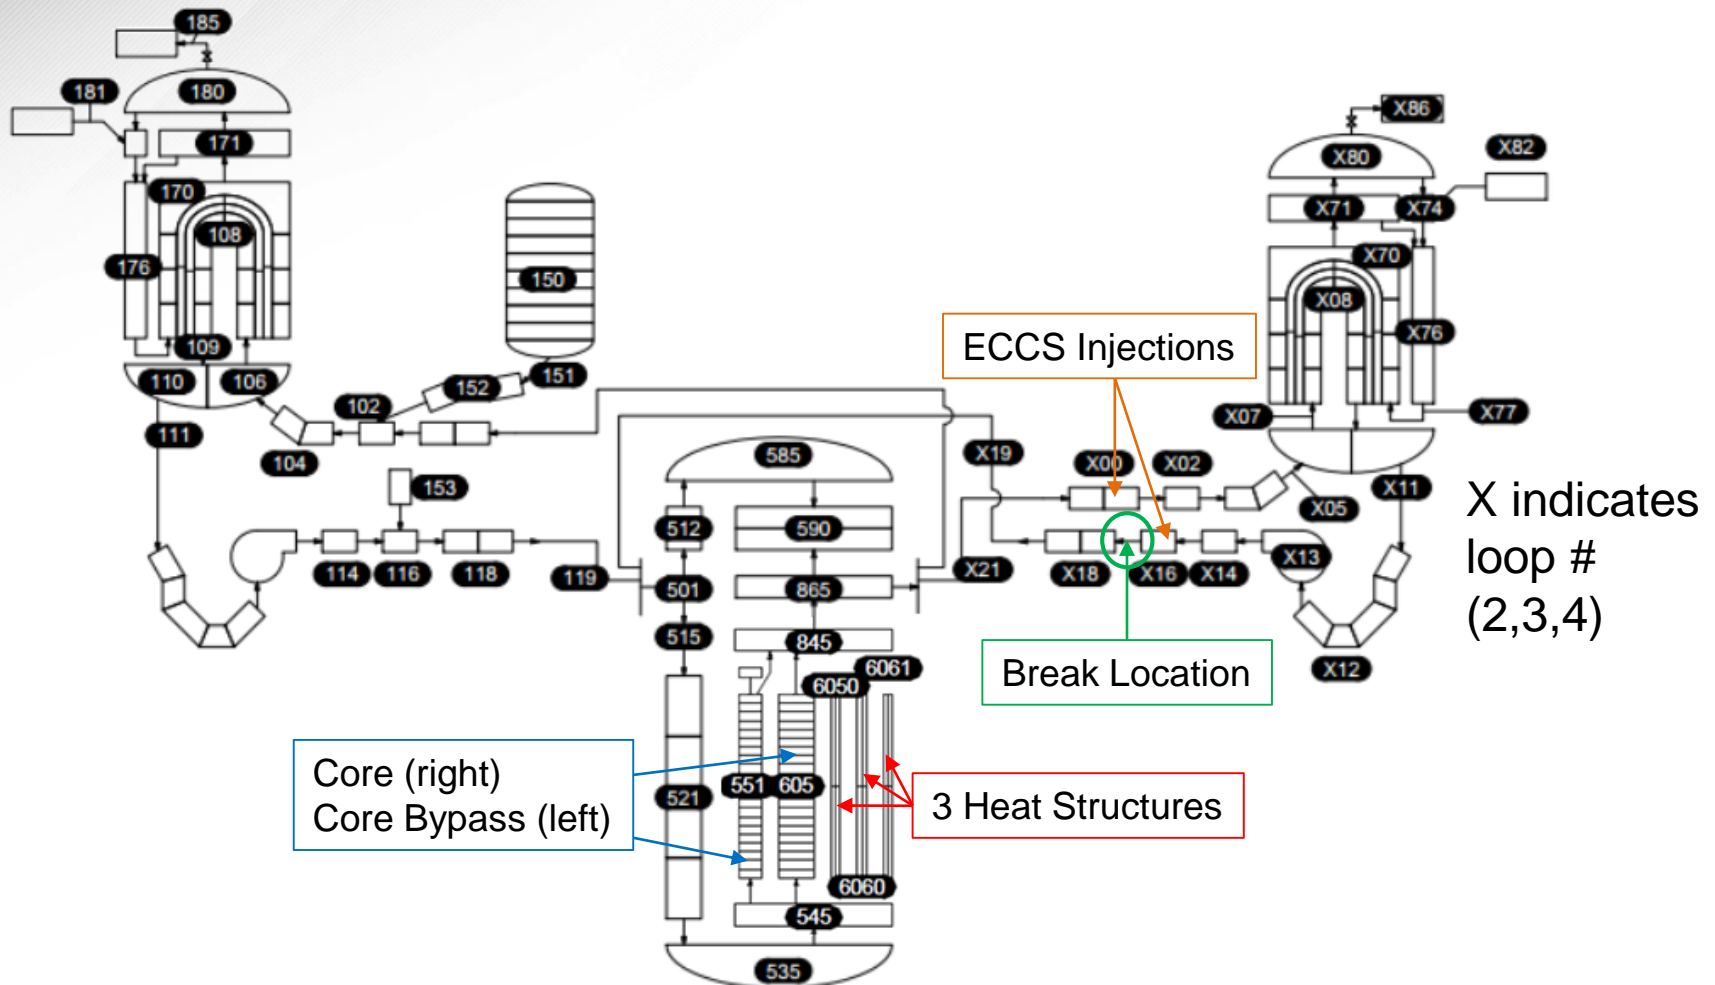 185
181
180
X86
X82
X80
171
170
X71
X74
108
X70
176
150
X08
ECCS Injections
X76
109
110
106
152
151
102
X07
X77
111
104
585
X19
X00
X02
X11
153
X05
X indicates
loop #
(2,3,4)
512
590
114
116
118
119
501
865
X21
X18
X16
X14
X13
515
845
6061
Break Location
X12
6050
Core (right)
Core Bypass (left)
551
605
521
3 Heat Structures
6060
545
535